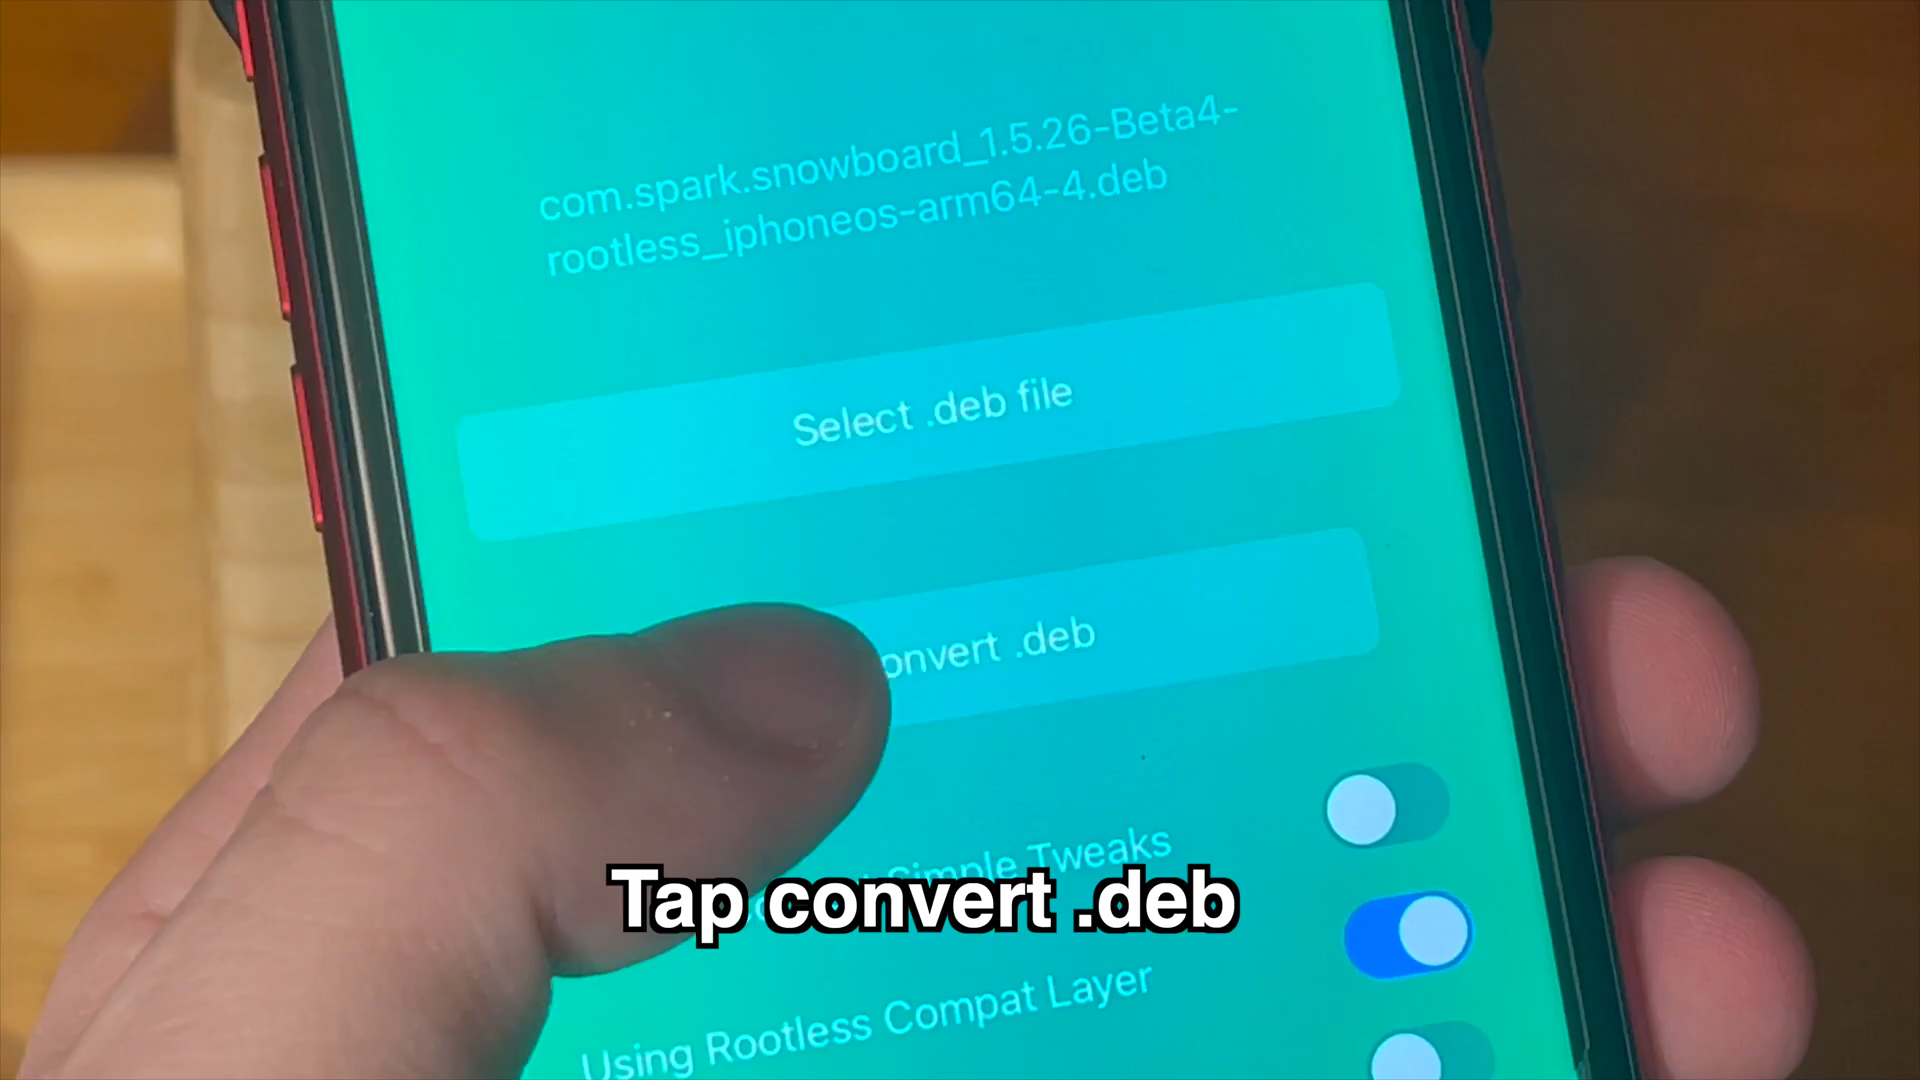 com.spark.snowboard_1.5.26-Beta4-
rootless_iphoneos-arm64-4.deb
Select .deb file
onvert .deb
Simple Tweaks
Tap convert .deb
Using Rootless Compat Layer